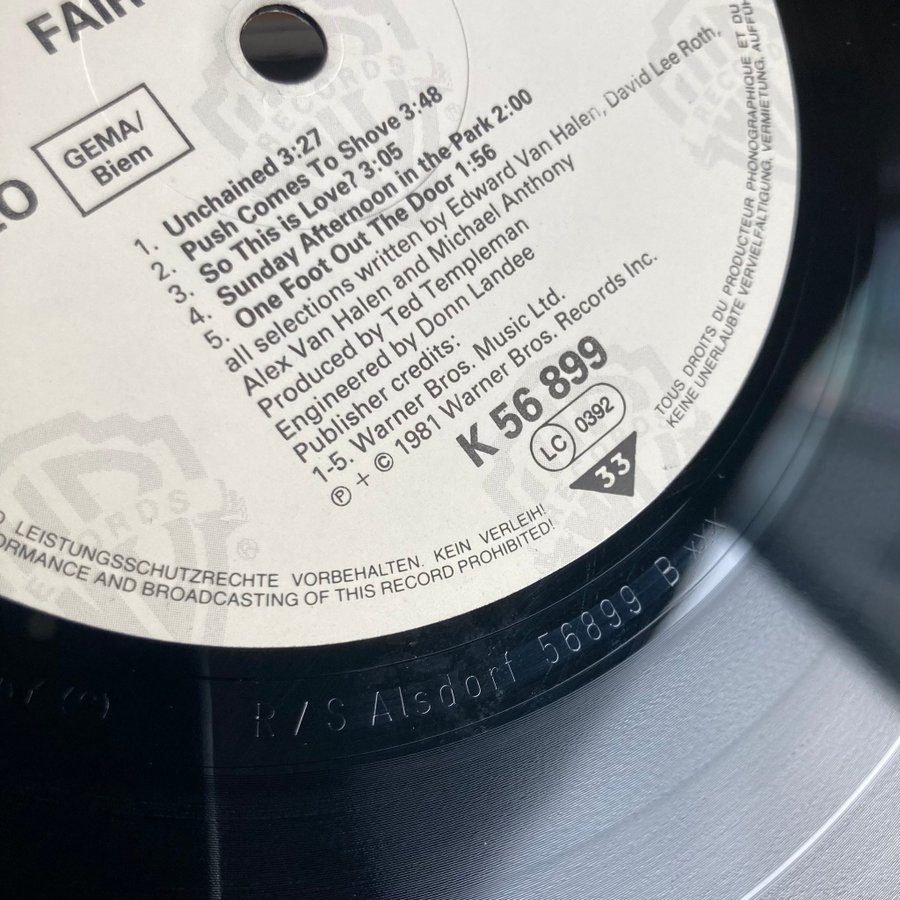 FAIR
GEMA/
Biem
1. Unchained 3:27
2. Push Comes To Shove 3:48
3. So This is Love? 3:05
4. Sunday Afternoon in the Park 2:00
5. One Foot Out The Door 1:56
all selections written by Edward Van Halen, David Lee Roth,
Alex Van Halen and Michael Anthony
Produced by Ted Templeman
Engineered by Donn Landee
Publisher credits:
1-5. Warner Bros. Music Ltd.
℗ + © 1981 Warner Bros. Records Inc.
K 56 899
LC 0392
33
TOUS DROITS DU PRODUCTEUR PHONOGRAPHIQUE ET DU
KEINE UNERLAUBTE VERVIELFÄLTIGUNG, VERMIETUNG, AUFFÜH
LEISTUNGSSCHUTZRECHTE VORBEHALTEN. KEIN VERLEIH!
ORMANCE AND BROADCASTING OF THIS RECORD PROHIBITED!
R/S Alsdorf 56899 B
RECORDS
RECORDS